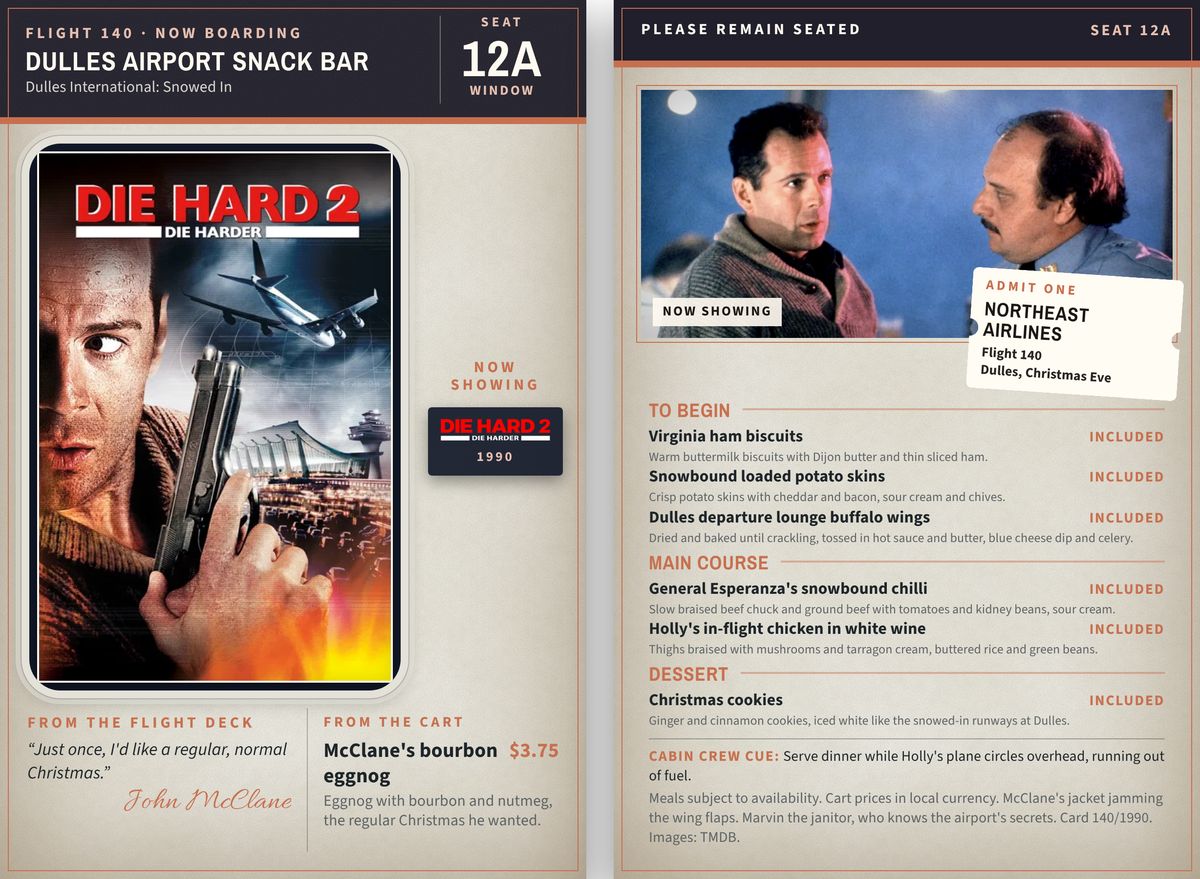 FLIGHT 140 · NOW BOARDING
DULLES AIRPORT SNACK BAR
Dulles International: Snowed In
SEAT
12A
WINDOW
DIE HARD 2
DIE HARDER
NOW
SHOWING
DIE HARD 2
DIE HARDER
1990
FROM THE FLIGHT DECK
“Just once, I'd like a regular, normal
Christmas.”
John McClane
FROM THE CART
McClane's bourbon $3.75
eggnog
Eggnog with bourbon and nutmeg,
the regular Christmas he wanted.
PLEASE REMAIN SEATED
SEAT 12A
NOW SHOWING
ADMIT ONE
NORTHEAST
AIRLINES
Flight 140
Dulles, Christmas Eve
TO BEGIN
Virginia ham biscuits INCLUDED
Warm buttermilk biscuits with Dijon butter and thin sliced ham.
Snowbound loaded potato skins INCLUDED
Crisp potato skins with cheddar and bacon, sour cream and chives.
Dulles departure lounge buffalo wings INCLUDED
Dried and baked until crackling, tossed in hot sauce and butter, blue cheese dip and celery.
MAIN COURSE
General Esperanza's snowbound chilli INCLUDED
Slow braised beef chuck and ground beef with tomatoes and kidney beans, sour cream.
Holly's in-flight chicken in white wine INCLUDED
Thighs braised with mushrooms and tarragon cream, buttered rice and green beans.
DESSERT
Christmas cookies INCLUDED
Ginger and cinnamon cookies, iced white like the snowed-in runways at Dulles.
CABIN CREW CUE: Serve dinner while Holly's plane circles overhead, running out
of fuel.
Meals subject to availability. Cart prices in local currency. McClane's jacket jamming
the wing flaps. Marvin the janitor, who knows the airport's secrets. Card 140/1990.
Images: TMDB.